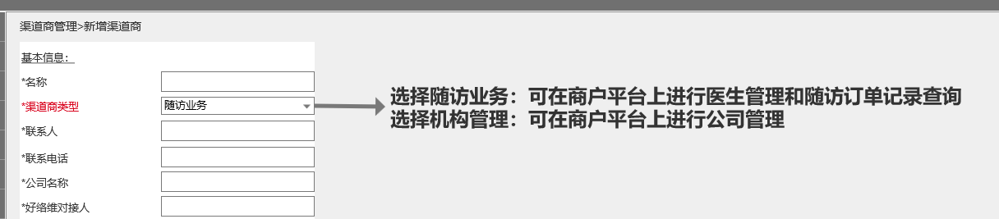 渠道商管理>新增渠道商
基本信息：
*名称
*渠道商类型
随访业务
选择随访业务：可在商户平台上进行医生管理和随访订单记录查询
选择机构管理：可在商户平台上进行公司管理
*联系人
*联系电话
*公司名称
*好络维对接人